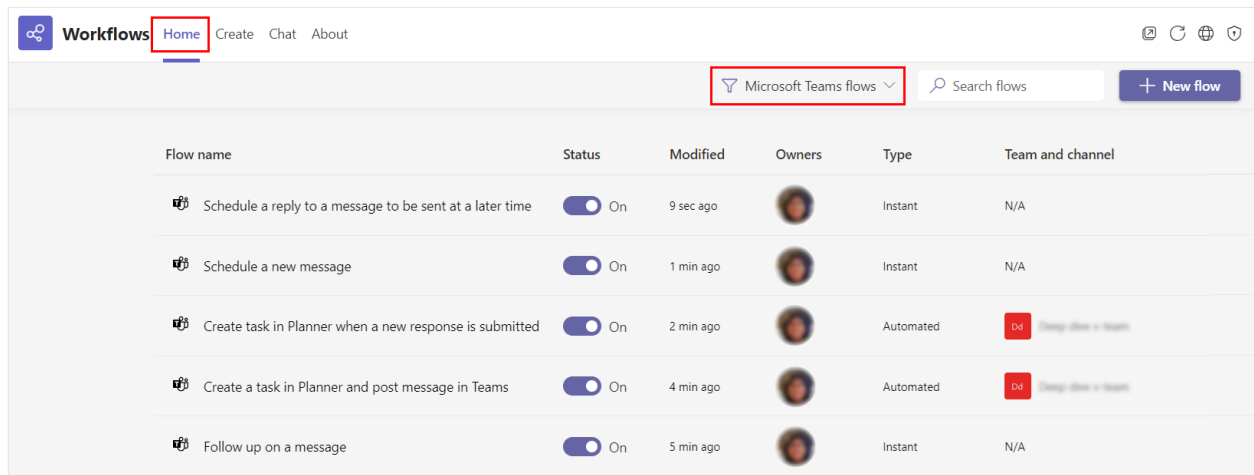 Workflows Home Create Chat About
Microsoft Teams flows Search flows New flow
Flow name Status Modified Owners Type Team and channel
Schedule a reply to a message to be sent at a later time On 9 sec ago Instant N/A
Schedule a new message On 1 min ago Instant N/A
Create task in Planner when a new response is submitted On 2 min ago Automated Dd
Create a task in Planner and post message in Teams On 4 min ago Automated Dd
Follow up on a message On 5 min ago Instant N/A